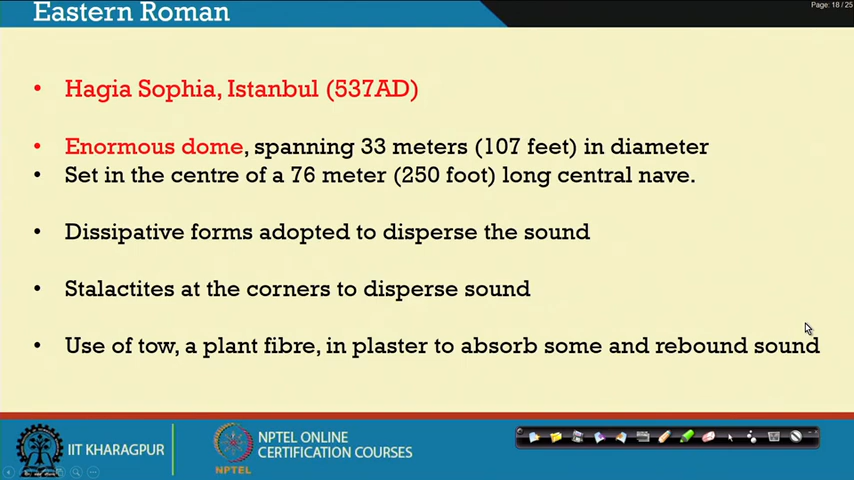 Eastern Roman
Page: 18 / 25
• Hagia Sophia, Istanbul (537AD)
• Enormous dome, spanning 33 meters (107 feet) in diameter
• Set in the centre of a 76 meter (250 foot) long central nave.
• Dissipative forms adopted to disperse the sound
• Stalactites at the corners to disperse sound
• Use of tow, a plant fibre, in plaster to absorb some and rebound sound
IIT KHARAGPUR
NPTEL
NPTEL ONLINE
CERTIFICATION COURSES